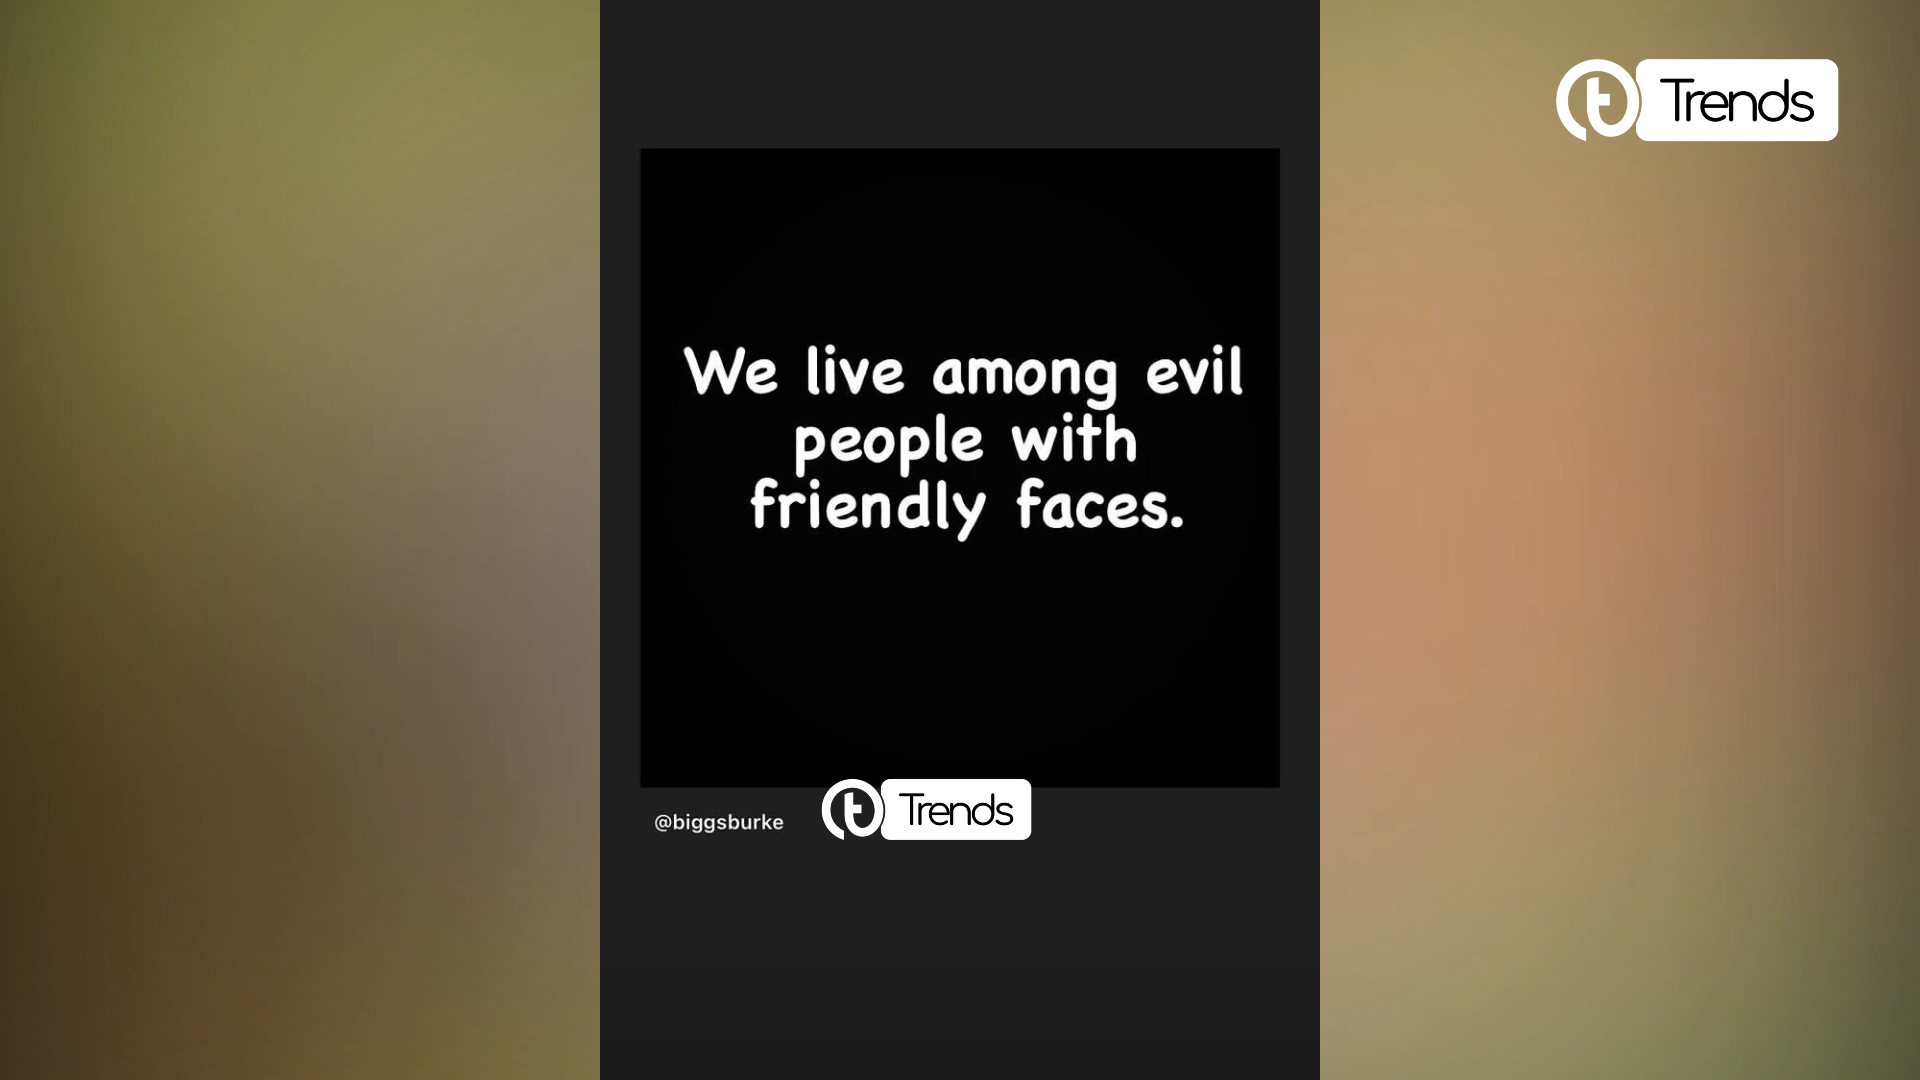 Trends
We live among evil
people with
friendly faces.
@biggsburke
Trends